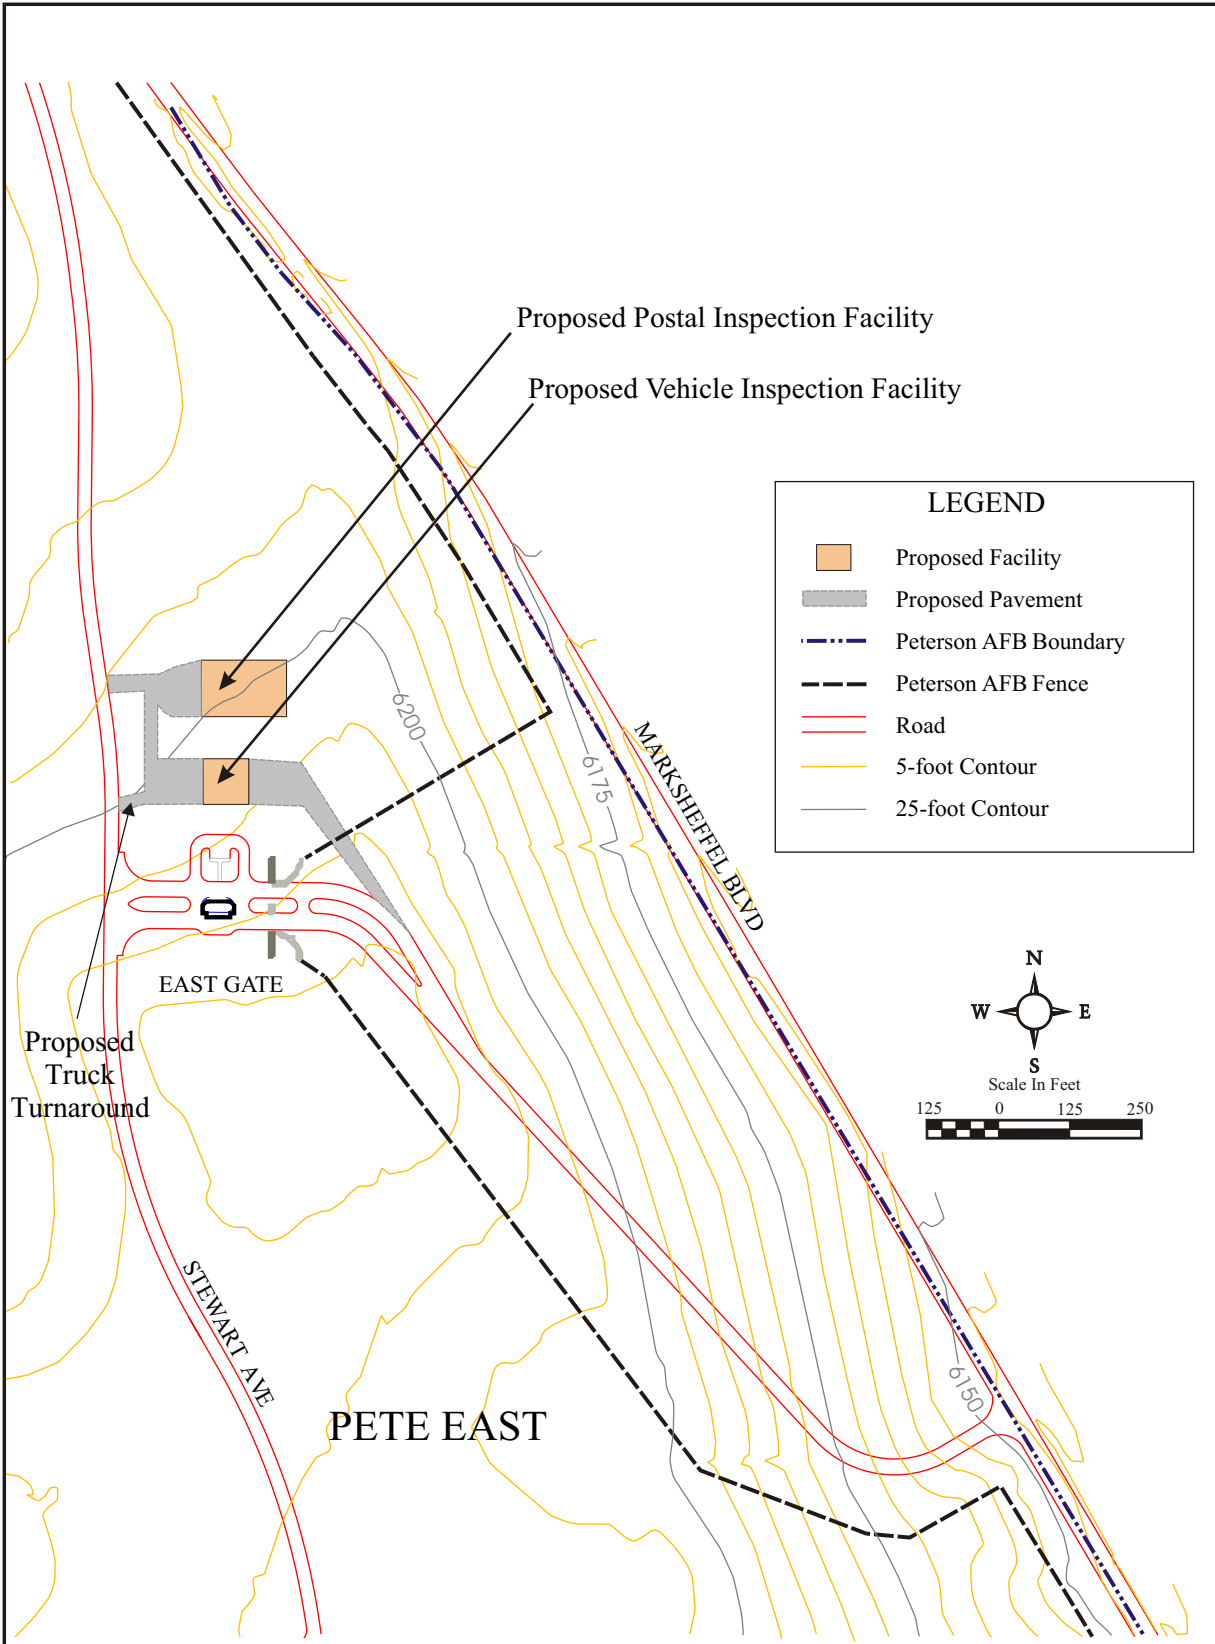 Proposed Postal Inspection Facility
Proposed Vehicle Inspection Facility
LEGEND
Proposed Facility
Proposed Pavement
Peterson AFB Boundary
Peterson AFB Fence
Road
5-foot Contour
25-foot Contour
6200
6175
MARKSHEFFEL BLVD
EAST GATE
Proposed
Truck
Turnaround
N
W E
S
Scale In Feet
125 0 125 250
STEWART AVE
6150
PETE EAST